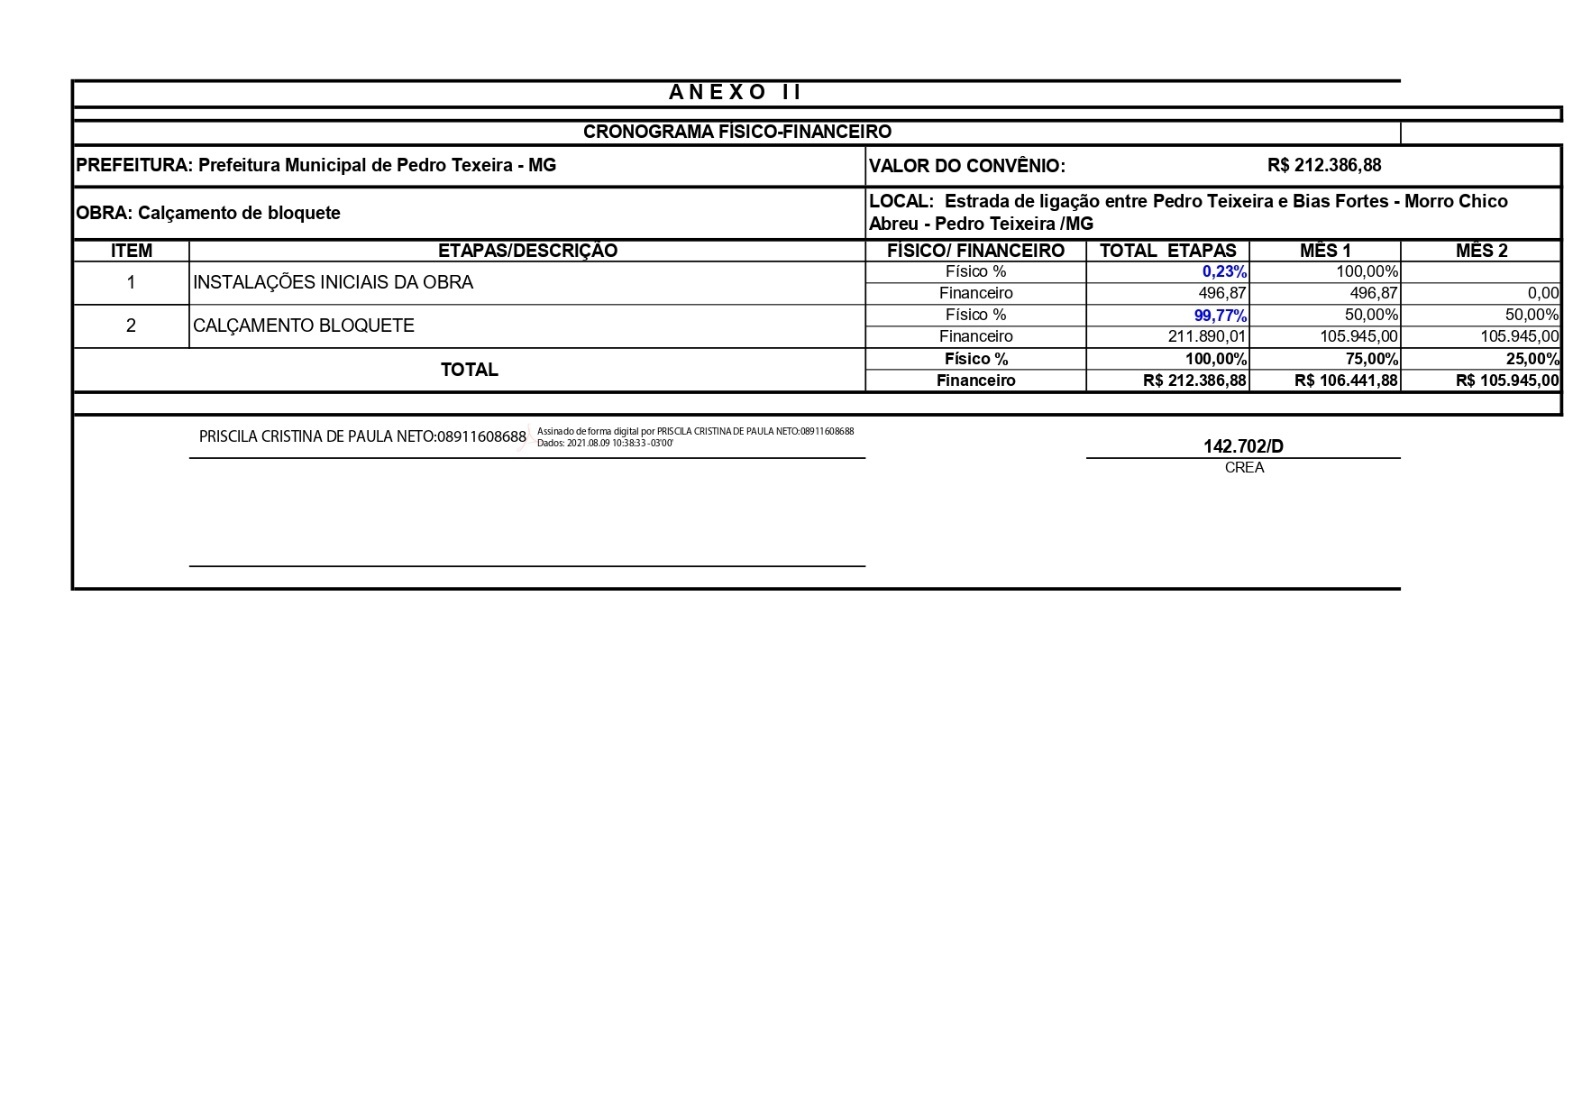 ANEXO II
CRONOGRAMA FÍSICO-FINANCEIRO
PREFEITURA: Prefeitura Municipal de Pedro Texeira - MG
VALOR DO CONVÊNIO: R$ 212.386,88
OBRA: Calçamento de bloquete
LOCAL: Estrada de ligação entre Pedro Teixeira e Bias Fortes - Morro Chico
Abreu - Pedro Teixeira /MG
ITEM ETAPAS/DESCRIÇÃO FÍSICO/ FINANCEIRO TOTAL ETAPAS MÊS 1 MÊS 2
1 INSTALAÇÕES INICIAIS DA OBRA
Físico % 0,23% 100,00%
Financeiro 496,87 496,87 0,00
2 CALÇAMENTO BLOQUETE
Físico % 99,77% 50,00% 50,00%
Financeiro 211.890,01 105.945,00 105.945,00
TOTAL
Físico % 100,00% 75,00% 25,00%
Financeiro R$ 212.386,88 R$ 106.441,88 R$ 105.945,00
PRISCILA CRISTINA DE PAULA NETO:08911608688
Assinado de forma digital por PRISCILA CRISTINA DE PAULA NETO:08911608688
Dados: 2021.08.09 10:38:33 -03'00'
142.702/D
CREA